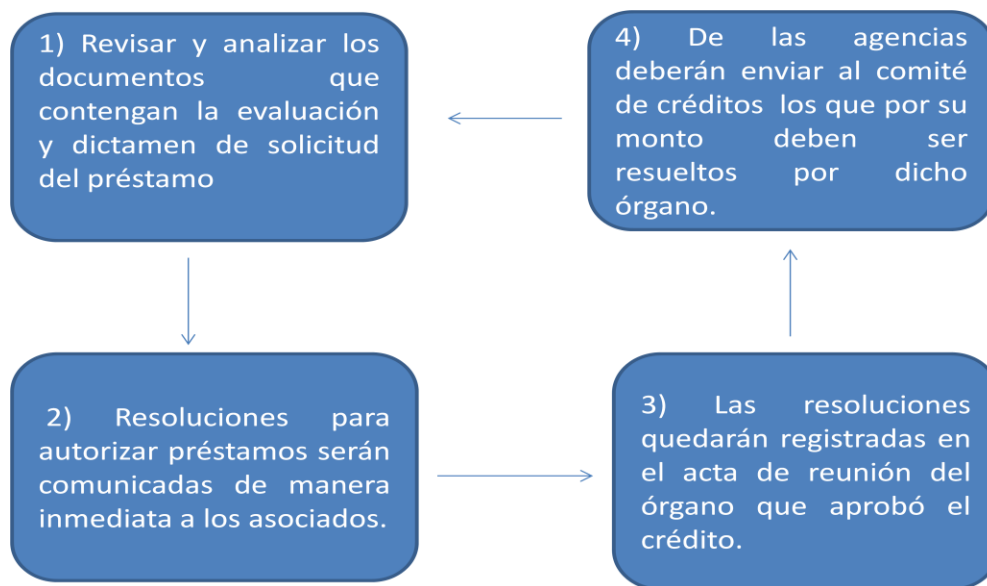 1) Revisar y analizar los
documentos que
contengan la evaluación
y dictamen de solicitud
del préstamo
2) Resoluciones para
autorizar préstamos serán
comunicadas de manera
inmediata a los asociados.
3) Las resoluciones
quedarán registradas en
el acta de reunión del
órgano que aprobó el
crédito.
4) De las agencias
deberán enviar al comité
de créditos los que por su
monto deben ser
resueltos por dicho
órgano.